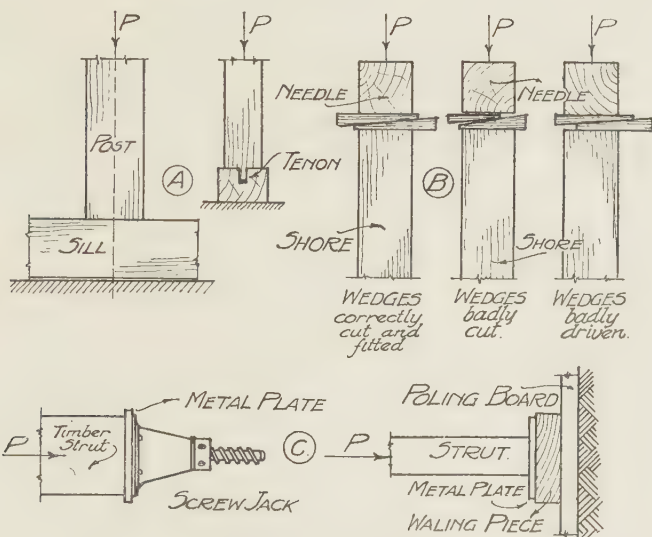 P
P
P
P
P
NEEDLE
NEEDLE
POST
A
TENON
B
SILL
SHORE
SHORE
WEDGES
correctly
cut and
fitted
WEDGES
badly
cut.
WEDGES
badly
driven.
METAL PLATE
P
Timber
Strut
SCREW JACK
C.
POLING BOARD
P
STRUT.
METAL PLATE
WALING PIECE